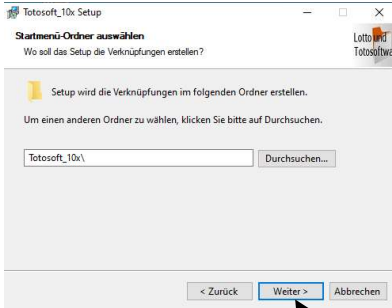 Totosoft_10x Setup
Startmenü-Ordner auswählen
Wo soll das Setup die Verknüpfungen erstellen?
Lotto und
Setup wird die Verknüpfungen im folgenden Ordner erstellen.
Um einen anderen Ordner zu wählen, klicken Sie bitte auf Durchsuchen.
Totosoft_10x\
Durchsuchen...
< Zurück
Weiter >
Abbrechen